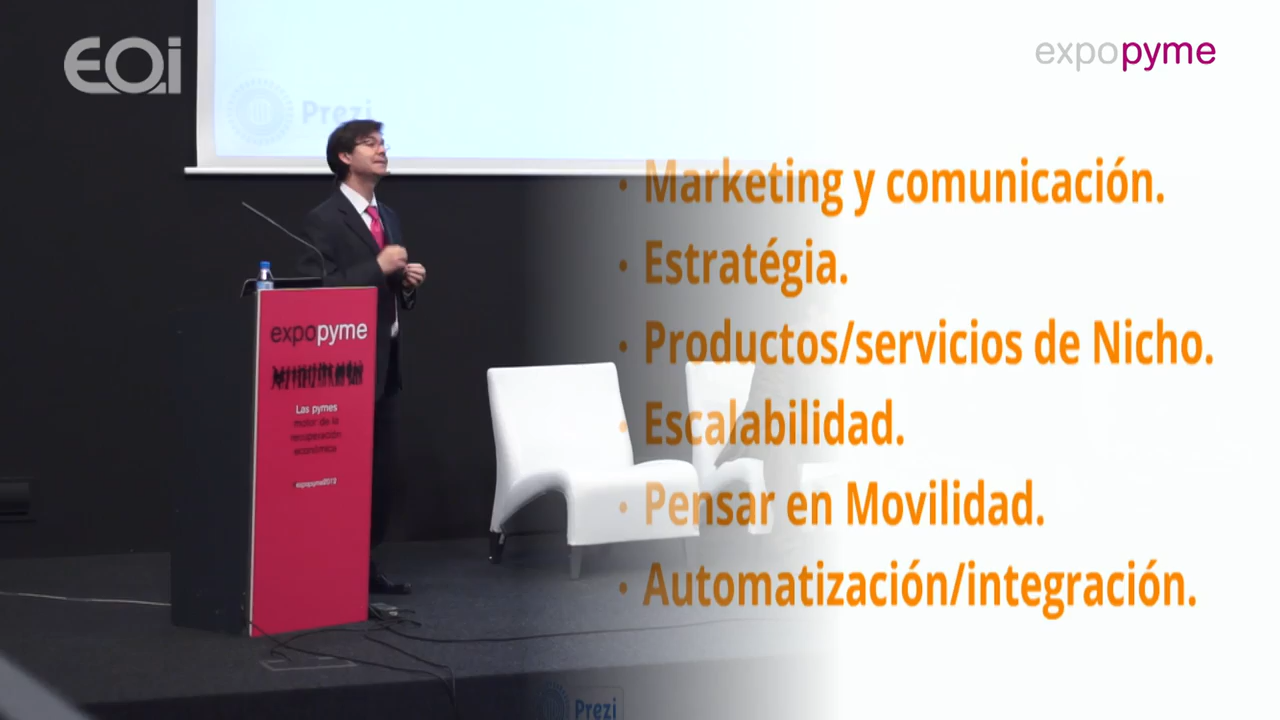 EOi
expopyme
Prezi
· Marketing y comunicación.
· Estratégia.
· Productos/servicios de Nicho.
· Escalabilidad.
· Pensar en Movilidad.
· Automatización/integración.
expopyme
Las pymes
motor de la
recuperación
económica
expopyme2012
Prezi